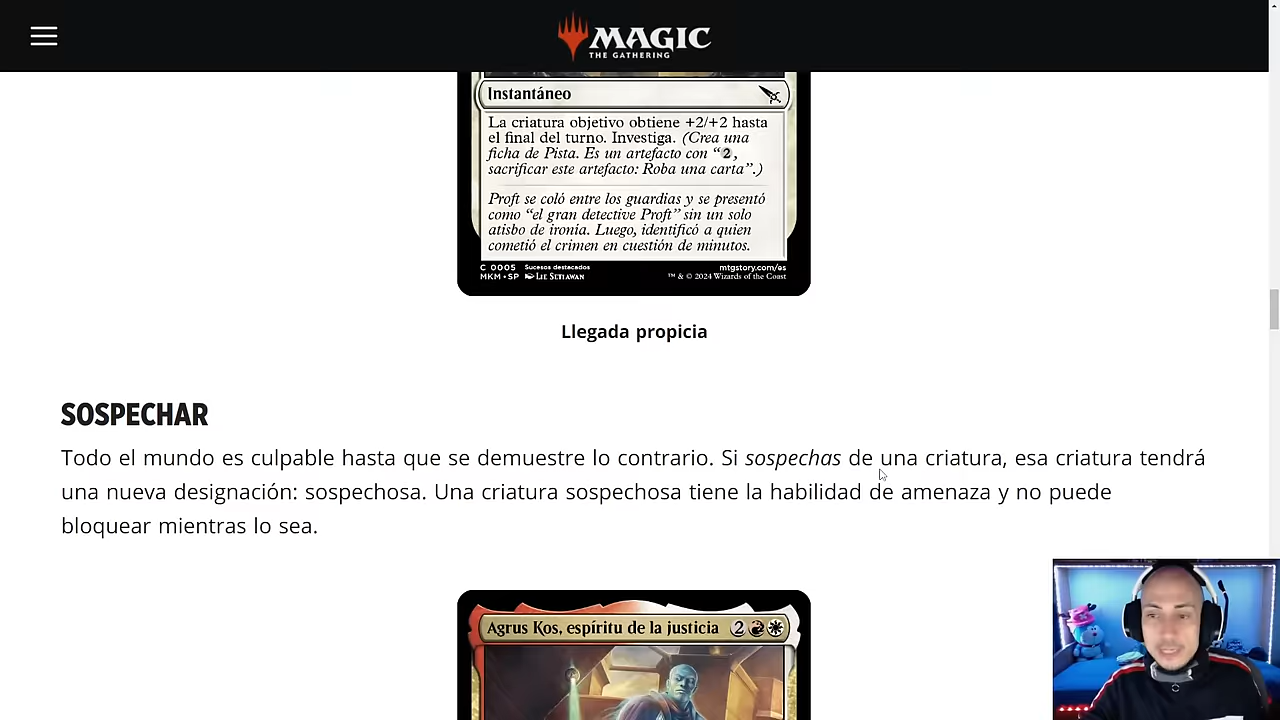 MAGIC
THE GATHERING
Instantáneo
La criatura objetivo obtiene +2/+2 hasta
el final del turno. Investiga. (Crea una
ficha de Pista. Es un artefacto con “2,
sacrificar este artefacto: Roba una carta”.)
Proft se coló entre los guardias y se presentó
como “el gran detective Proft” sin un solo
atisbo de ironía. Luego, identificó a quien
cometió el crimen en cuestión de minutos.
C 0005 Sucesos destacados mtgstory.com/es
MKM • SP Lie Setiawan ™ & © 2024 Wizards of the Coast
Llegada propicia
SOSPECHAR
Todo el mundo es culpable hasta que se demuestre lo contrario. Si sospechas de una criatura, esa criatura tendrá
una nueva designación: sospechosa. Una criatura sospechosa tiene la habilidad de amenaza y no puede
bloquear mientras lo sea.
Agrus Kos, espíritu de la justicia 2